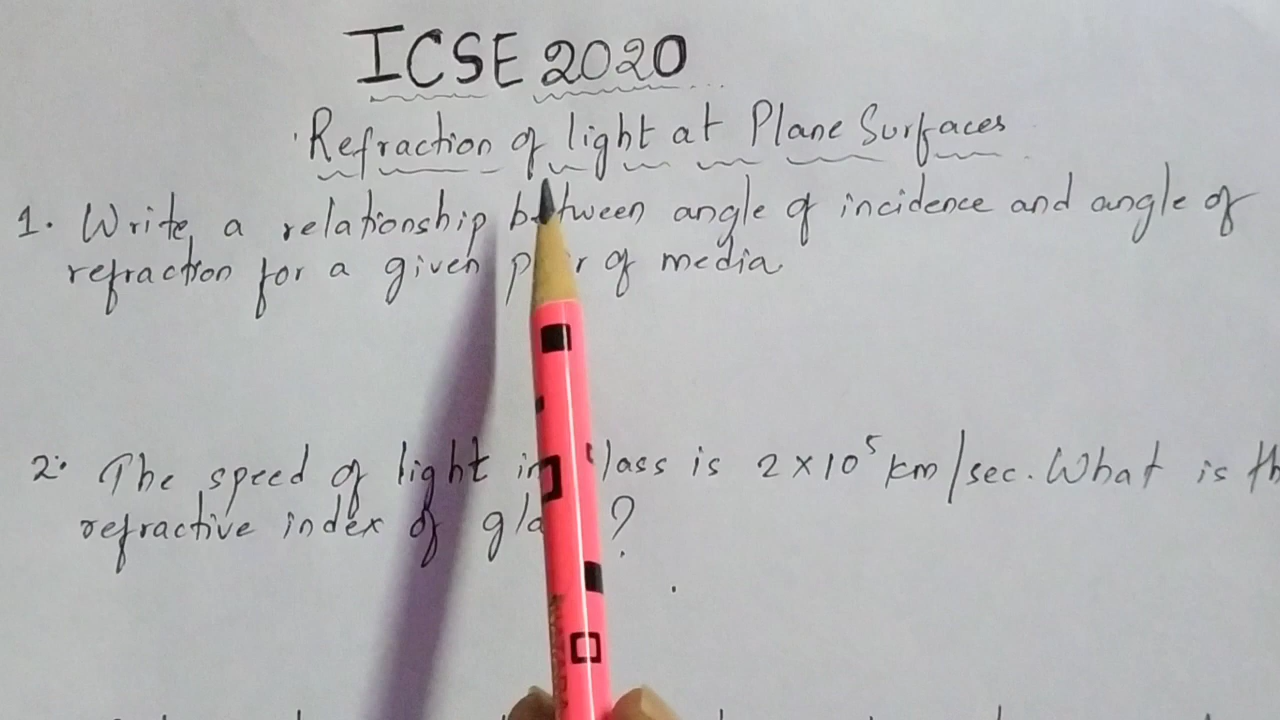 ICSE 2020
Refraction of light at Plane Surfaces
1. Write a relationship between angle of incidence and angle of
refraction for a given of media
2. The speed of light in is 2×10⁵ km/sec. What is
refractive index of ?